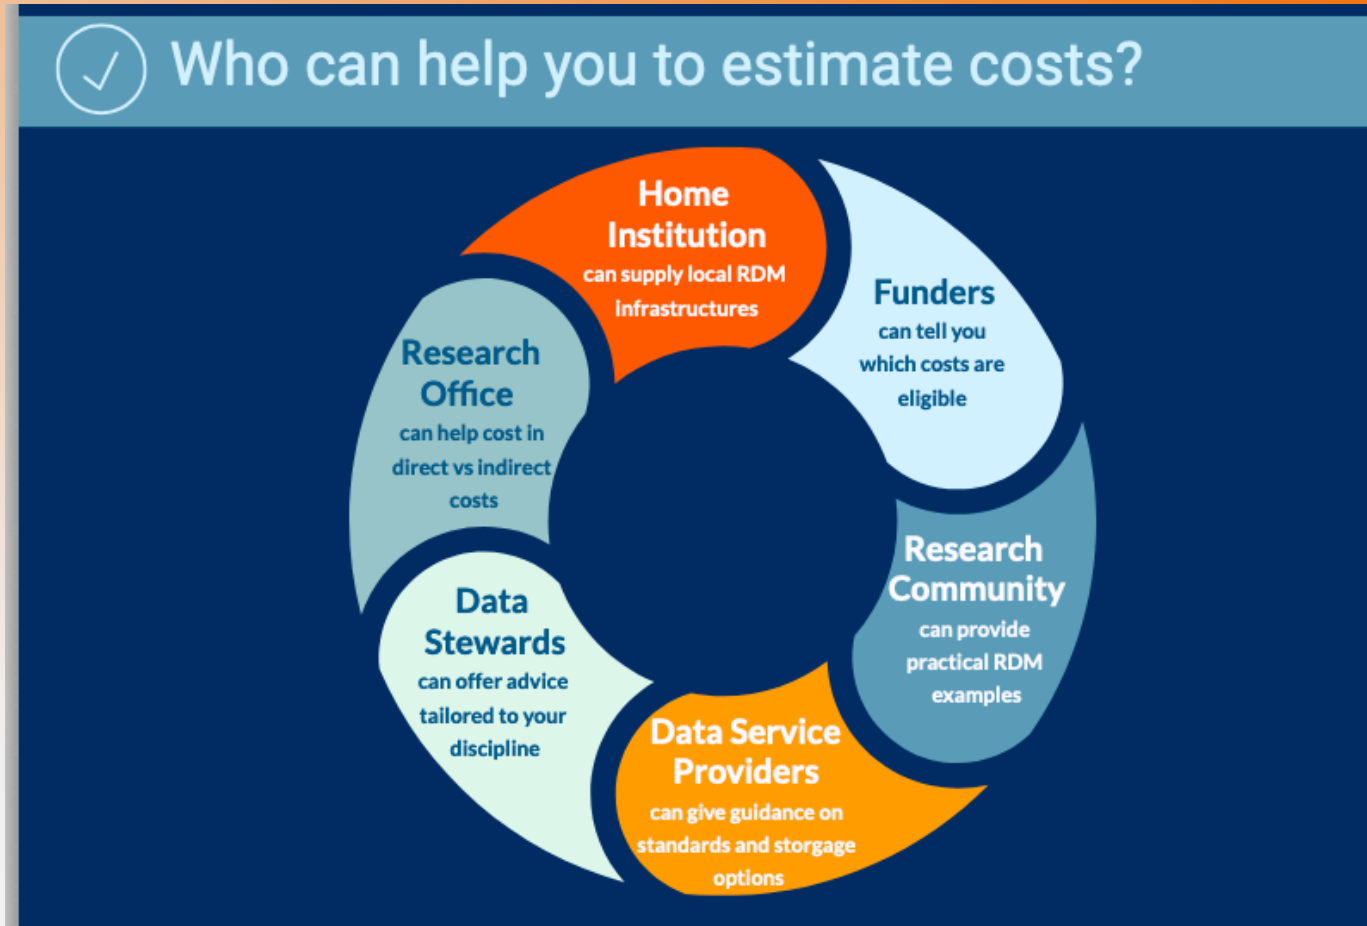 Who can help you to estimate costs?
Home
Institution
can supply local RDM
infrastructures
Funders
can tell you
which costs are
eligible
Research
Community
can provide
practical RDM
examples
Data Service
Providers
can give guidance on
standards and storgage
options
Data
Stewards
can offer advice
tailored to your
discipline
Research
Office
can help cost in
direct vs indirect
costs